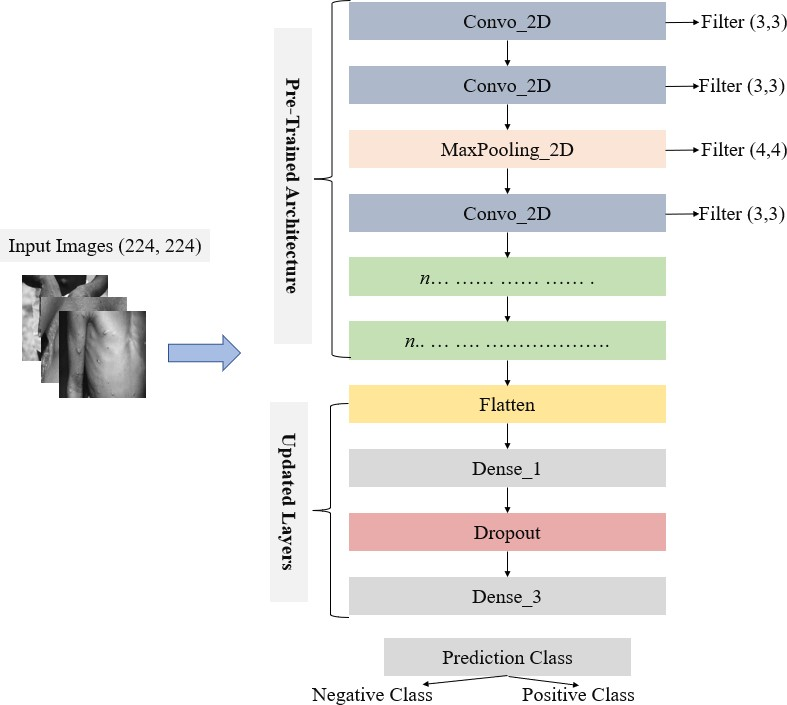 Convo_2D
Filter (3,3)
Convo_2D
Filter (3,3)
MaxPooling_2D
Filter (4,4)
Convo_2D
Filter (3,3)
n… …… …… …… .
n.. … …. ……………….
Pre-Trained Architecture
Input Images (224, 224)
Flatten
Dense_1
Dropout
Dense_3
Updated Layers
Prediction Class
Negative Class
Positive Class